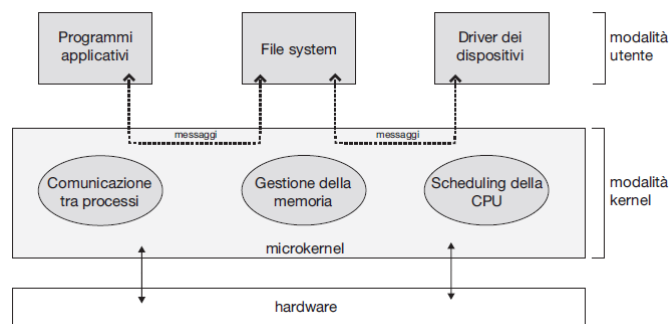 Programmi
applicativi
File system
Driver dei
dispositivi
modalità
utente
messaggi
messaggi
Comunicazione
tra processi
Gestione della
memoria
Scheduling della
CPU
modalità
kernel
microkernel
hardware